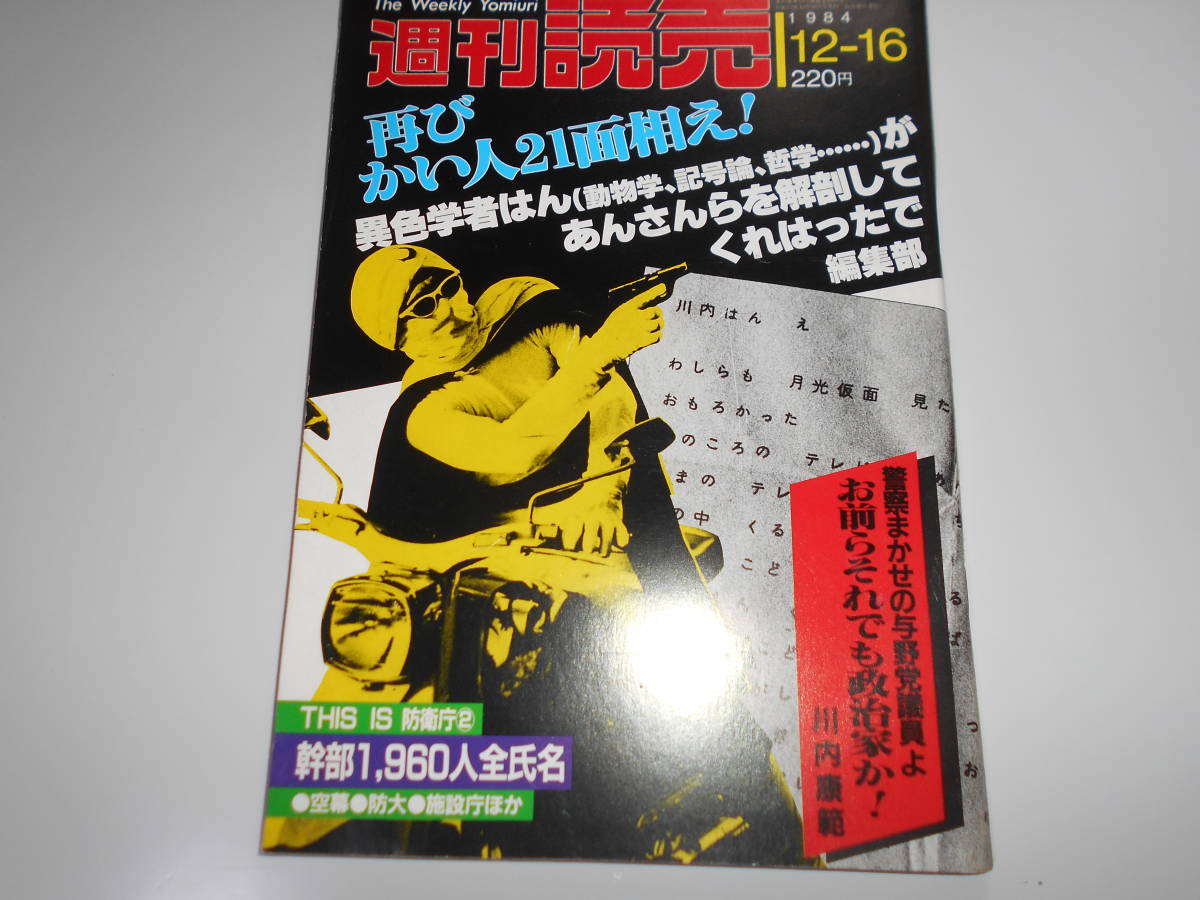 The Weekly Yomiuri
週刊読売
1984
12-16
220円
再び
かい人21面相え!
異色学者はん(動物学、記号論、哲学……)が
あんさんらを解剖して
くれはったで
編集部
川内はん え
わしらも 月光仮面 見た
おもろかった
のころの テレ
まの テレ
の中 くる
こど
警察まかせの与野党議員よ
お前らそれでも政治家か!
川内康範
THIS IS 防衛庁②
幹部1,960人全氏名
●空幕●防大●施設庁ほか